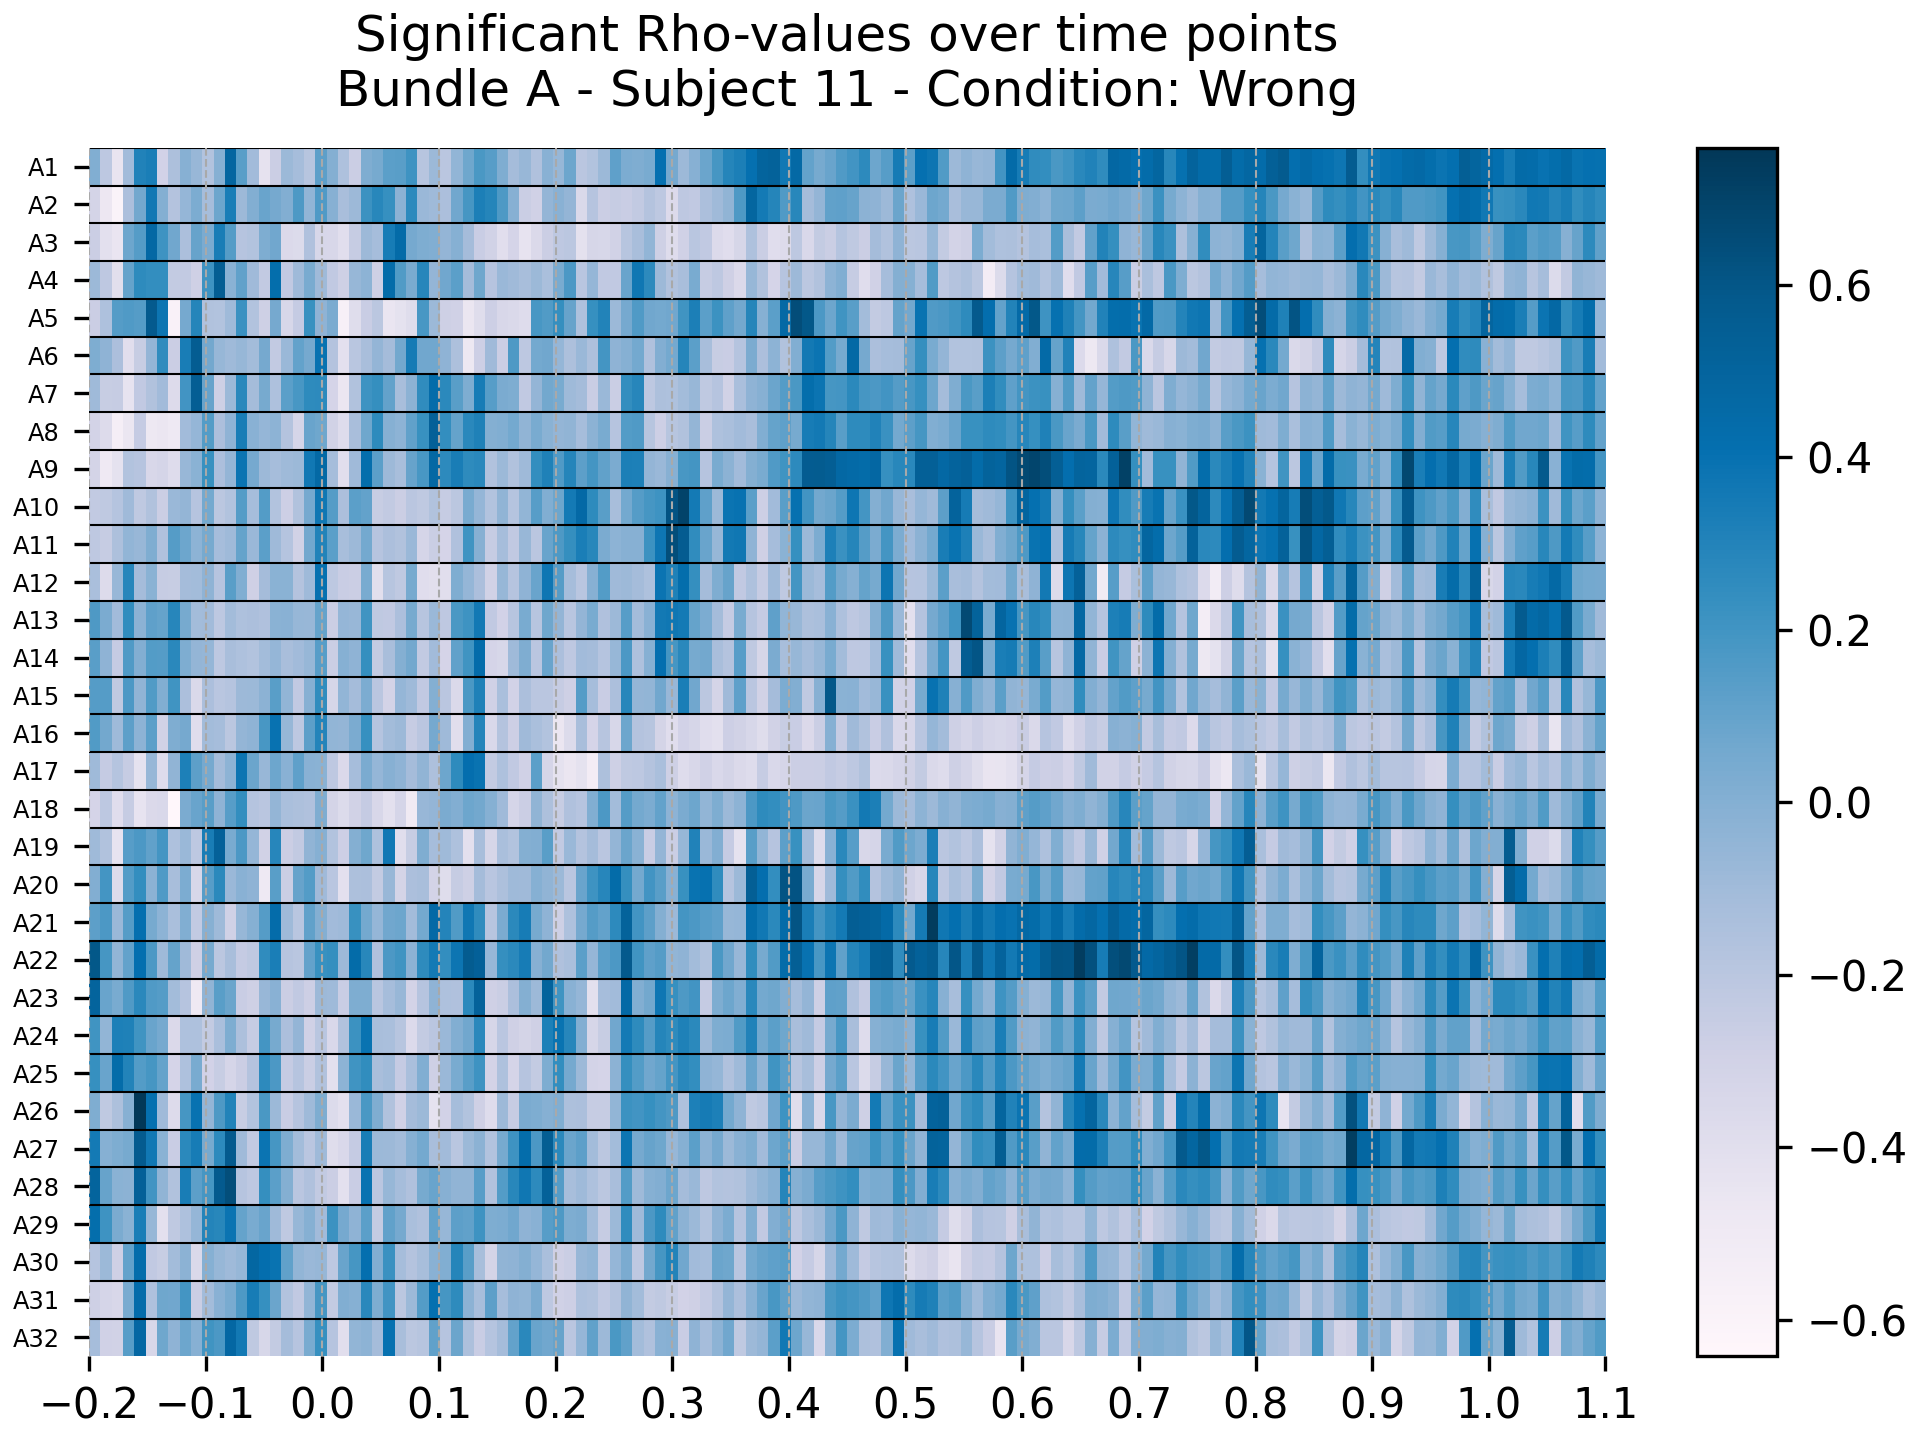 Significant Rho-values over time points
Bundle A - Subject 11 - Condition: Wrong
A1
A2
A3
A4
A5
A6
A7
A8
A9
A10
A11
A12
A13
A14
A15
A16
A17
A18
A19
A20
A21
A22
A23
A24
A25
A26
A27
A28
A29
A30
A31
A32
−0.2 −0.1 0.0 0.1 0.2 0.3 0.4 0.5 0.6 0.7 0.8 0.9 1.0 1.1
0.6
0.4
0.2
0.0
−0.2
−0.4
−0.6